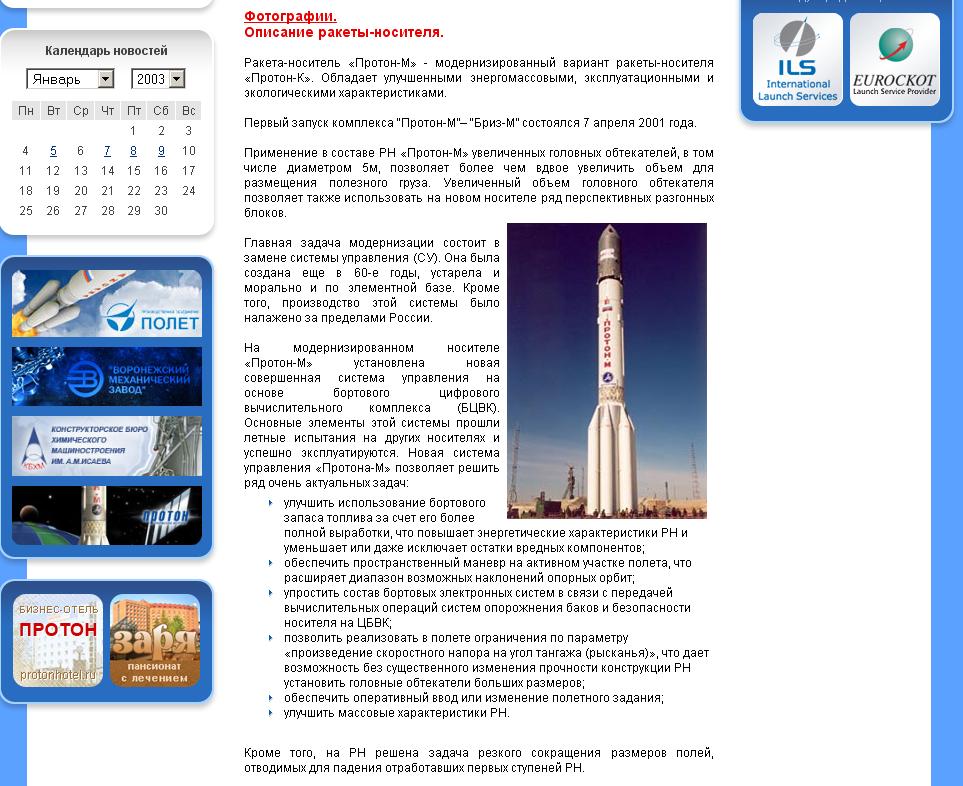 Календарь новостей
Январь 2003
Пн Вт Ср Чт Пт Сб Вс
1 2 3
4 5 6 7 8 9 10
11 12 13 14 15 16 17
18 19 20 21 22 23 24
25 26 27 28 29 30
ПРОИЗВОДСТВЕННОЕ ОБЪЕДИНЕНИЕ
ПОЛЕТ
"ВОРОНЕЖСКИЙ
МЕХАНИЧЕСКИЙ
ЗАВОД"
КОНСТРУКТОРСКОЕ БЮРО
ХИМИЧЕСКОГО
МАШИНОСТРОЕНИЯ
ИМ. А.М.ИСАЕВА
КБХМ
ПРОТОН
БИЗНЕС-ОТЕЛЬ
ПРОТОН
protonhotel.ru
заря
пансионат
с лечением
Фотографии.
Описание ракеты-носителя.
Ракета-носитель «Протон-М» - модернизированный вариант ракеты-носителя
«Протон-К». Обладает улучшенными энергомассовыми, эксплуатационными и
экологическими характеристиками.
Первый запуск комплекса "Протон-М"– "Бриз-М" состоялся 7 апреля 2001 года.
Применение в составе РН «Протон-М» увеличенных головных обтекателей, в том
числе диаметром 5м, позволяет более чем вдвое увеличить объем для
размещения полезного груза. Увеличенный объем головного обтекателя
позволяет также использовать на новом носителе ряд перспективных разгонных
блоков.
Главная задача модернизации состоит в
замене системы управления (СУ). Она была
создана еще в 60-е годы, устарела и
морально и по элементной базе. Кроме
того, производство этой системы было
налажено за пределами России.
На модернизированном носителе
«Протон-М» установлена новая
совершенная система управления на
основе бортового цифрового
вычислительного комплекса (БЦВК).
Основные элементы этой системы прошли
летные испытания на других носителях и
успешно эксплуатируются. Новая система
управления «Протона-М» позволяет решить
ряд очень актуальных задач:
улучшить использование бортового
запаса топлива за счет его более
полной выработки, что повышает энергетические характеристики РН и
уменьшает или даже исключает остатки вредных компонентов;
обеспечить пространственный маневр на активном участке полета, что
расширяет диапазон возможных наклонений опорных орбит;
упростить состав бортовых электронных систем в связи с передачей
вычислительных операций систем опорожнения баков и безопасности
носителя на ЦБВК;
позволить реализовать в полете ограничения по параметру
«произведение скоростного напора на угол тангажа (рысканья)», что дает
возможность без существенного изменения прочности конструкции РН
установить головные обтекатели больших размеров;
обеспечить оперативный ввод или изменение полетного задания;
улучшить массовые характеристики РН.
Кроме того, на РН решена задача резкого сокращения размеров полей,
отводимых для падения отработавших первых ступеней РН.
ПРОТОН-М
ILS
International
Launch Services
EUROCKOT
Launch Service Provider